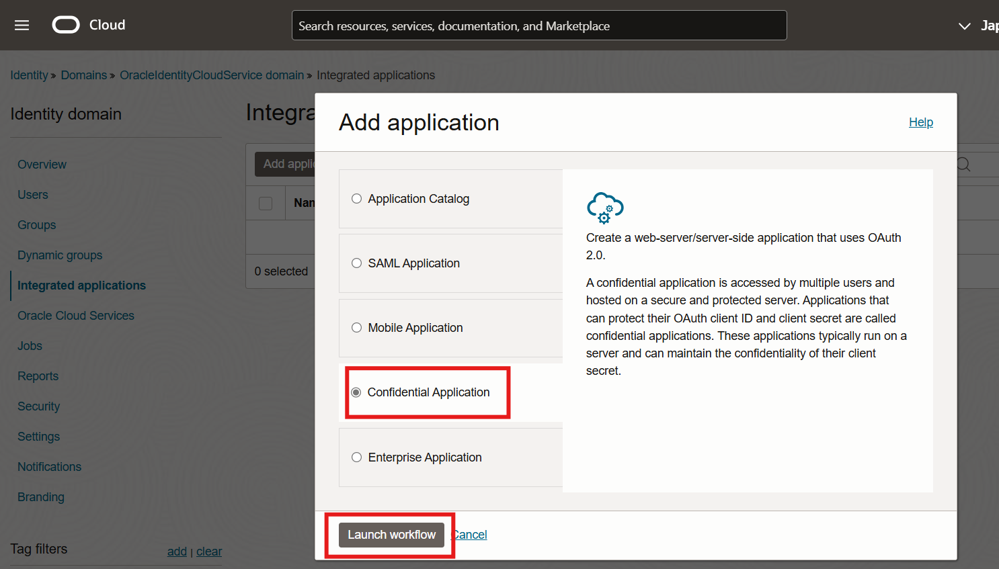 Cloud
Search resources, services, documentation, and Marketplace
Identity » Domains » OracleIdentityCloudService domain » Integrated applications
Identity domain
Overview
Users
Groups
Dynamic groups
Integrated applications
Oracle Cloud Services
Jobs
Reports
Security
Settings
Notifications
Branding
Tag filters
add | clear
0 selected
Add application
Help
Application Catalog
SAML Application
Mobile Application
Confidential Application
Enterprise Application
Create a web-server/server-side application that uses OAuth
2.0.
A confidential application is accessed by multiple users and
hosted on a secure and protected server. Applications that
can protect their OAuth client ID and client secret are called
confidential applications. These applications typically run on a
server and can maintain the confidentiality of their client
secret.
Launch workflow
Cancel